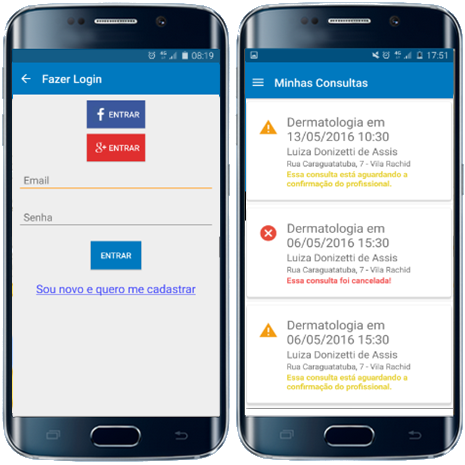 08:19
Fazer Login
f ENTRAR
g+ ENTRAR
Email
Senha
ENTRAR
Sou novo e quero me cadastrar
17:51
Minhas Consultas
Dermatologia em
13/05/2016 10:30
Luiza Donizetti de Assis
Rua Caraguatatuba, 7 - Vila Rachid
Essa consulta está aguardando a
confirmação do profissional.
Dermatologia em
06/05/2016 15:30
Luiza Donizetti de Assis
Rua Caraguatatuba, 7 - Vila Rachid
Essa consulta foi cancelada!
Dermatologia em
06/05/2016 15:30
Luiza Donizetti de Assis
Rua Caraguatatuba, 7 - Vila Rachid
Essa consulta está aguardando a
confirmação do profissional.